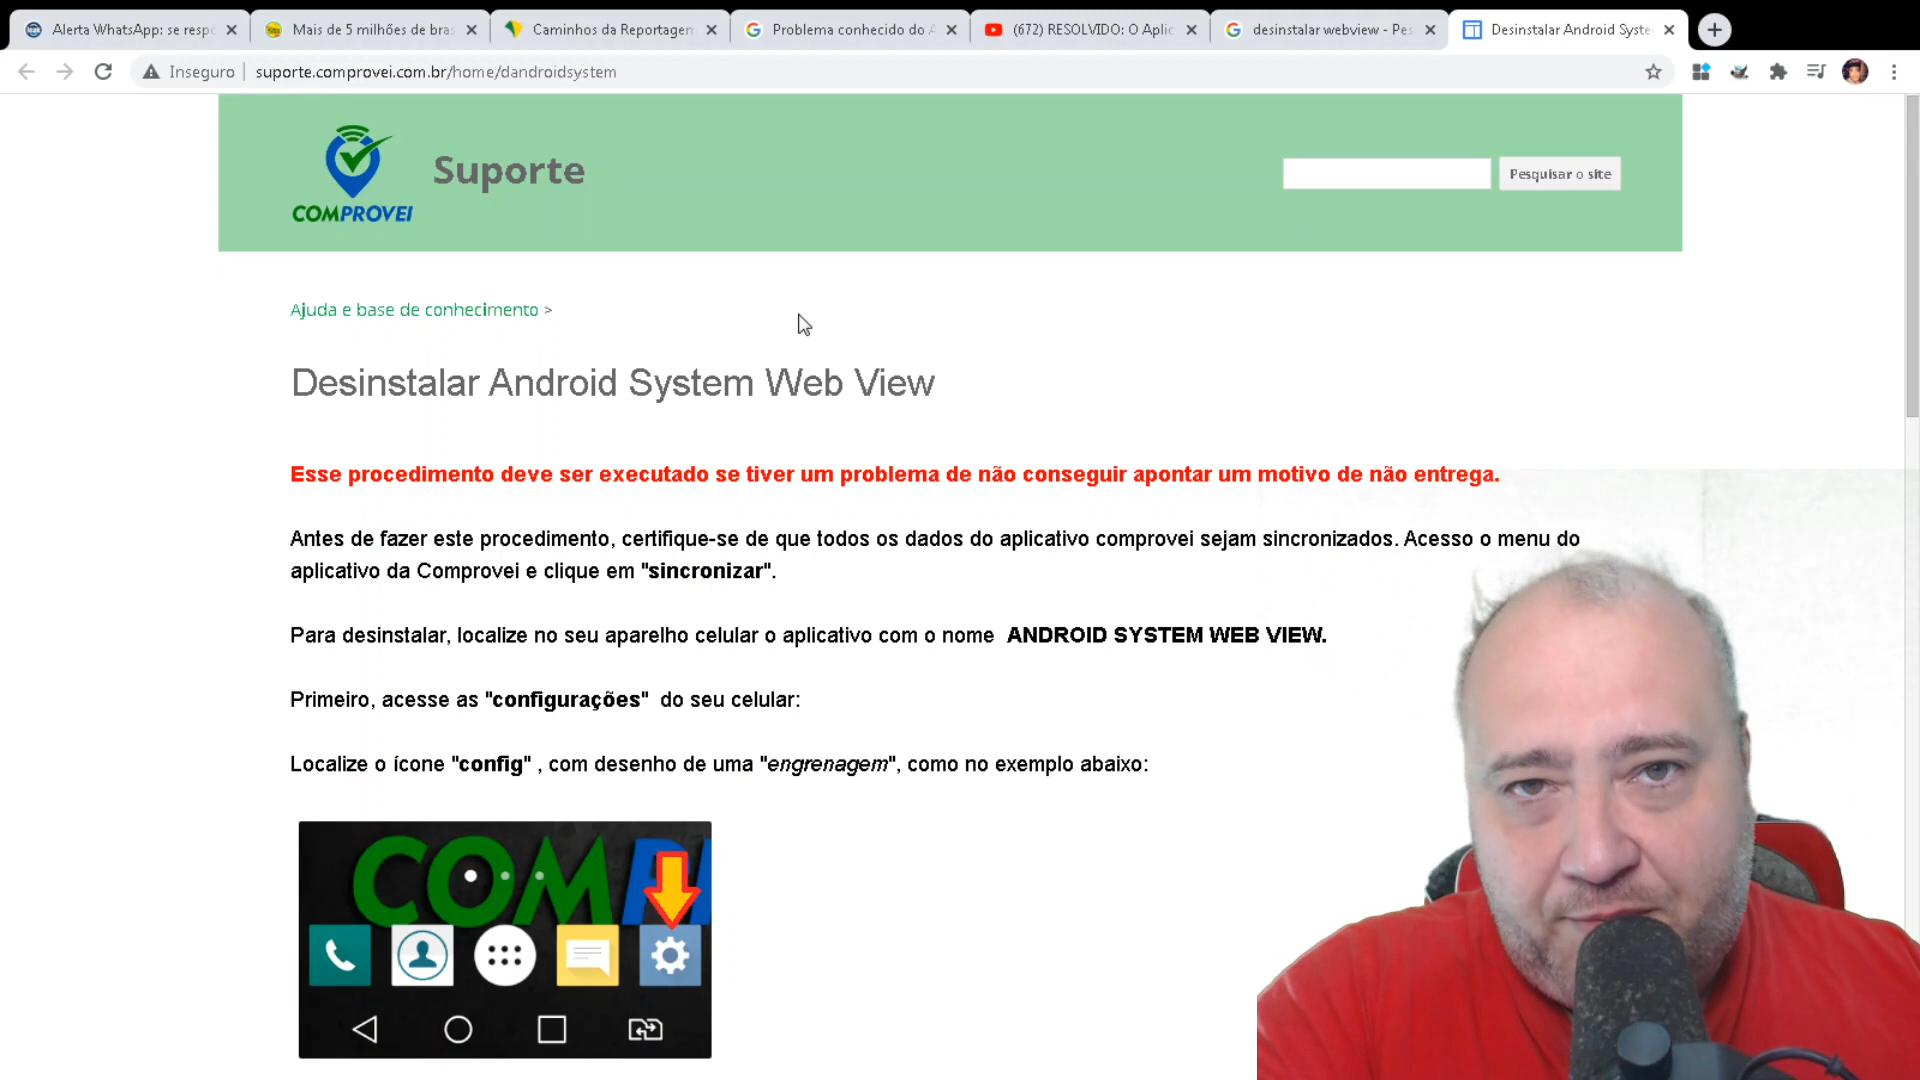 Alerta WhatsApp: se respo
Mais de 5 milhões de bras
Caminhos da Reportagem
Problema conhecido do A
(672) RESOLVIDO: O Aplic
desinstalar webview - Pes
Desinstalar Android Syste
Inseguro
suporte.comprovei.com.br/home/dandroidsystem
COMPROVEI
Suporte
Pesquisar o site
Ajuda e base de conhecimento >
Desinstalar Android System Web View
Esse procedimento deve ser executado se tiver um problema de não conseguir apontar um motivo de não entrega.
Antes de fazer este procedimento, certifique-se de que todos os dados do aplicativo comprovei sejam sincronizados. Acesso o menu do
aplicativo da Comprovei e clique em "sincronizar".
Para desinstalar, localize no seu aparelho celular o aplicativo com o nome ANDROID SYSTEM WEB VIEW.
Primeiro, acesse as "configurações" do seu celular:
Localize o ícone "config" , com desenho de uma "engrenagem", como no exemplo abaixo:
COMPR